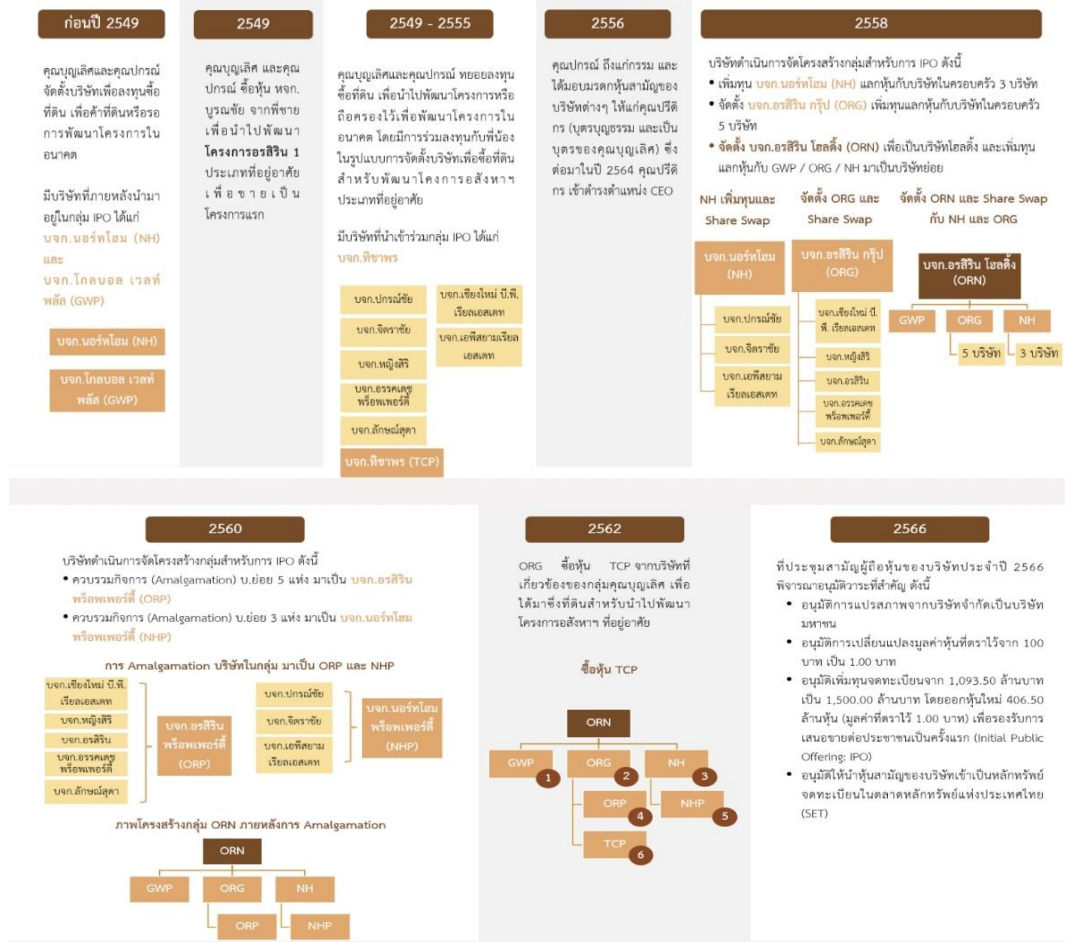 ก่อนปี 2549
คุณบุญเลิศและคุณปกรณ์
จัดตั้งบริษัทเพื่อลงทุนซื้อ
ที่ดิน เพื่อค้าที่ดินหรือรอ
การพัฒนาโครงการใน
อนาคต
มีบริษัทที่ภายหลังนำมา
อยู่ในกลุ่ม IPO ได้แก่
บจก.นอร์ทโฮม (NH)
และ
บจก.โกลบอล เวลท์
พลัส (GWP)
บจก.นอร์ทโฮม (NH)
บจก.โกลบอล เวลท์
พลัส (GWP)
2549
คุณบุญเลิศ และคุณ
ปกรณ์ ซื้อหุ้น หจก.
บูรณชัย จากพี่ชาย
เพื่อนำไปพัฒนา
โครงการอรสิริน 1
ประเภทที่อยู่อาศัย
เพื่อขายเป็น
โครงการแรก
2549 - 2555
คุณบุญเลิศและคุณปกรณ์ ทยอยลงทุน
ซื้อที่ดิน เพื่อนำไปพัฒนาโครงการหรือ
ถือครองไว้เพื่อพัฒนาโครงการใน
อนาคต โดยมีการร่วมลงทุนกับพี่น้อง
ในรูปแบบการจัดตั้งบริษัทเพื่อซื้อที่ดิน
สำหรับพัฒนาโครงการอสังหาฯ
ประเภทที่อยู่อาศัย
มีบริษัทที่นำเข้าร่วมกลุ่ม IPO ได้แก่
บจก.ทิชาพร
บจก.ปกรณ์ชัย
บจก.จิตราชัย
บจก.หญิงสิริ
บจก.อรรคเดช
พร็อพเพอร์ตี้
บจก.ลักษณ์สุดา
บจก.ทิชาพร (TCP)
บจก.เชียงใหม่ บี.พี.
เรียลเอสเตท
บจก.เอพีสยามเรียล
เอสเตท
2556
คุณปกรณ์ ถึงแก่กรรม และ
ได้มอบมรดกหุ้นสามัญของ
บริษัทต่างๆ ให้แก่คุณปรีดิ
กร (บุตรบุญธรรม และเป็น
บุตรของคุณบุญเลิศ) ซึ่ง
ต่อมาในปี 2564 คุณปรีดิ
กร เข้าดำรงตำแหน่ง CEO
2558
บริษัทดำเนินการจัดโครงสร้างกลุ่มสำหรับการ IPO ดังนี้
• เพิ่มทุน บจก.นอร์ทโฮม (NH) แลกหุ้นกับบริษัทในครอบครัว 3 บริษัท
• จัดตั้ง บจก.อรสิริน กรุ๊ป (ORG) เพิ่มทุนแลกหุ้นกับบริษัทในครอบครัว
5 บริษัท
• จัดตั้ง บจก.อรสิริน โฮลดิ้ง (ORN) เพื่อเป็นบริษัทโฮลดิ้ง และเพิ่มทุน
แลกหุ้นกับ GWP / ORG / NH มาเป็นบริษัทย่อย
NH เพิ่มทุนและ
Share Swap
บจก.นอร์ทโฮม
(NH)
บจก.ปกรณ์ชัย
บจก.จิตราชัย
บจก.เอพีสยาม
เรียลเอสเตท
จัดตั้ง ORG และ
Share Swap
บจก.อรสิริน กรุ๊ป
(ORG)
บจก.เชียงใหม่ บี.
พี. เรียลเอสเตท
บจก.หญิงสิริ
บจก.อรสิริน
บจก.อรรคเดช
พร็อพเพอร์ตี้
บจก.ลักษณ์สุดา
จัดตั้ง ORN และ Share Swap
กับ NH และ ORG
บจก.อรสิริน โฮลดิ้ง
(ORN)
GWP ORG NH
5 บริษัท 3 บริษัท
2560
บริษัทดำเนินการจัดโครงสร้างกลุ่มสำหรับการ IPO ดังนี้
• ควบรวมกิจการ (Amalgamation) บ.ย่อย 5 แห่ง มาเป็น บจก.อรสิริน
พร็อพเพอร์ตี้ (ORP)
• ควบรวมกิจการ (Amalgamation) บ.ย่อย 3 แห่ง มาเป็น บจก.นอร์ทโฮม
พร็อพเพอร์ตี้ (NHP)
การ Amalgamation บริษัทในกลุ่ม มาเป็น ORP และ NHP
บจก.เชียงใหม่ บี.พี.
เรียลเอสเตท
บจก.หญิงสิริ
บจก.อรสิริน
บจก.อรรคเดช
พร็อพเพอร์ตี้
บจก.ลักษณ์สุดา
บจก.อรสิริน
พร็อพเพอร์ตี้
(ORP)
บจก.ปกรณ์ชัย
บจก.จิตราชัย
บจก.เอพีสยาม
เรียลเอสเตท
บจก.นอร์ทโฮม
พร็อพเพอร์ตี้
(NHP)
ภาพโครงสร้างกลุ่ม ORN ภายหลังการ Amalgamation
ORN
GWP ORG NH
ORP NHP
2562
ORG ซื้อหุ้น TCP จากบริษัทที่
เกี่ยวข้องของกลุ่มคุณบุญเลิศ เพื่อ
ได้มาซึ่งที่ดินสำหรับนำไปพัฒนา
โครงการอสังหาฯ ที่อยู่อาศัย
ซื้อหุ้น TCP
ORN
GWP 1 ORG 2 NH 3
ORP 4 NHP 5
TCP 6
2566
ที่ประชุมสามัญผู้ถือหุ้นของบริษัทประจำปี 2566
พิจารณาอนุมัติวาระที่สำคัญ ดังนี้
• อนุมัติการแปรสภาพจากบริษัทจำกัดเป็นบริษัท
มหาชน
• อนุมัติการเปลี่ยนแปลงมูลค่าหุ้นที่ตราไว้จาก 100
บาท เป็น 1.00 บาท
• อนุมัติเพิ่มทุนจดทะเบียนจาก 1,093.50 ล้านบาท
เป็น 1,500.00 ล้านบาท โดยออกหุ้นใหม่ 406.50
ล้านหุ้น (มูลค่าที่ตราไว้ 1.00 บาท) เพื่อรองรับการ
เสนอขายต่อประชาชนเป็นครั้งแรก (Initial Public
Offering: IPO)
• อนุมัติให้นำหุ้นสามัญของบริษัทเข้าเป็นหลักทรัพย์
จดทะเบียนในตลาดหลักทรัพย์แห่งประเทศไทย
(SET)